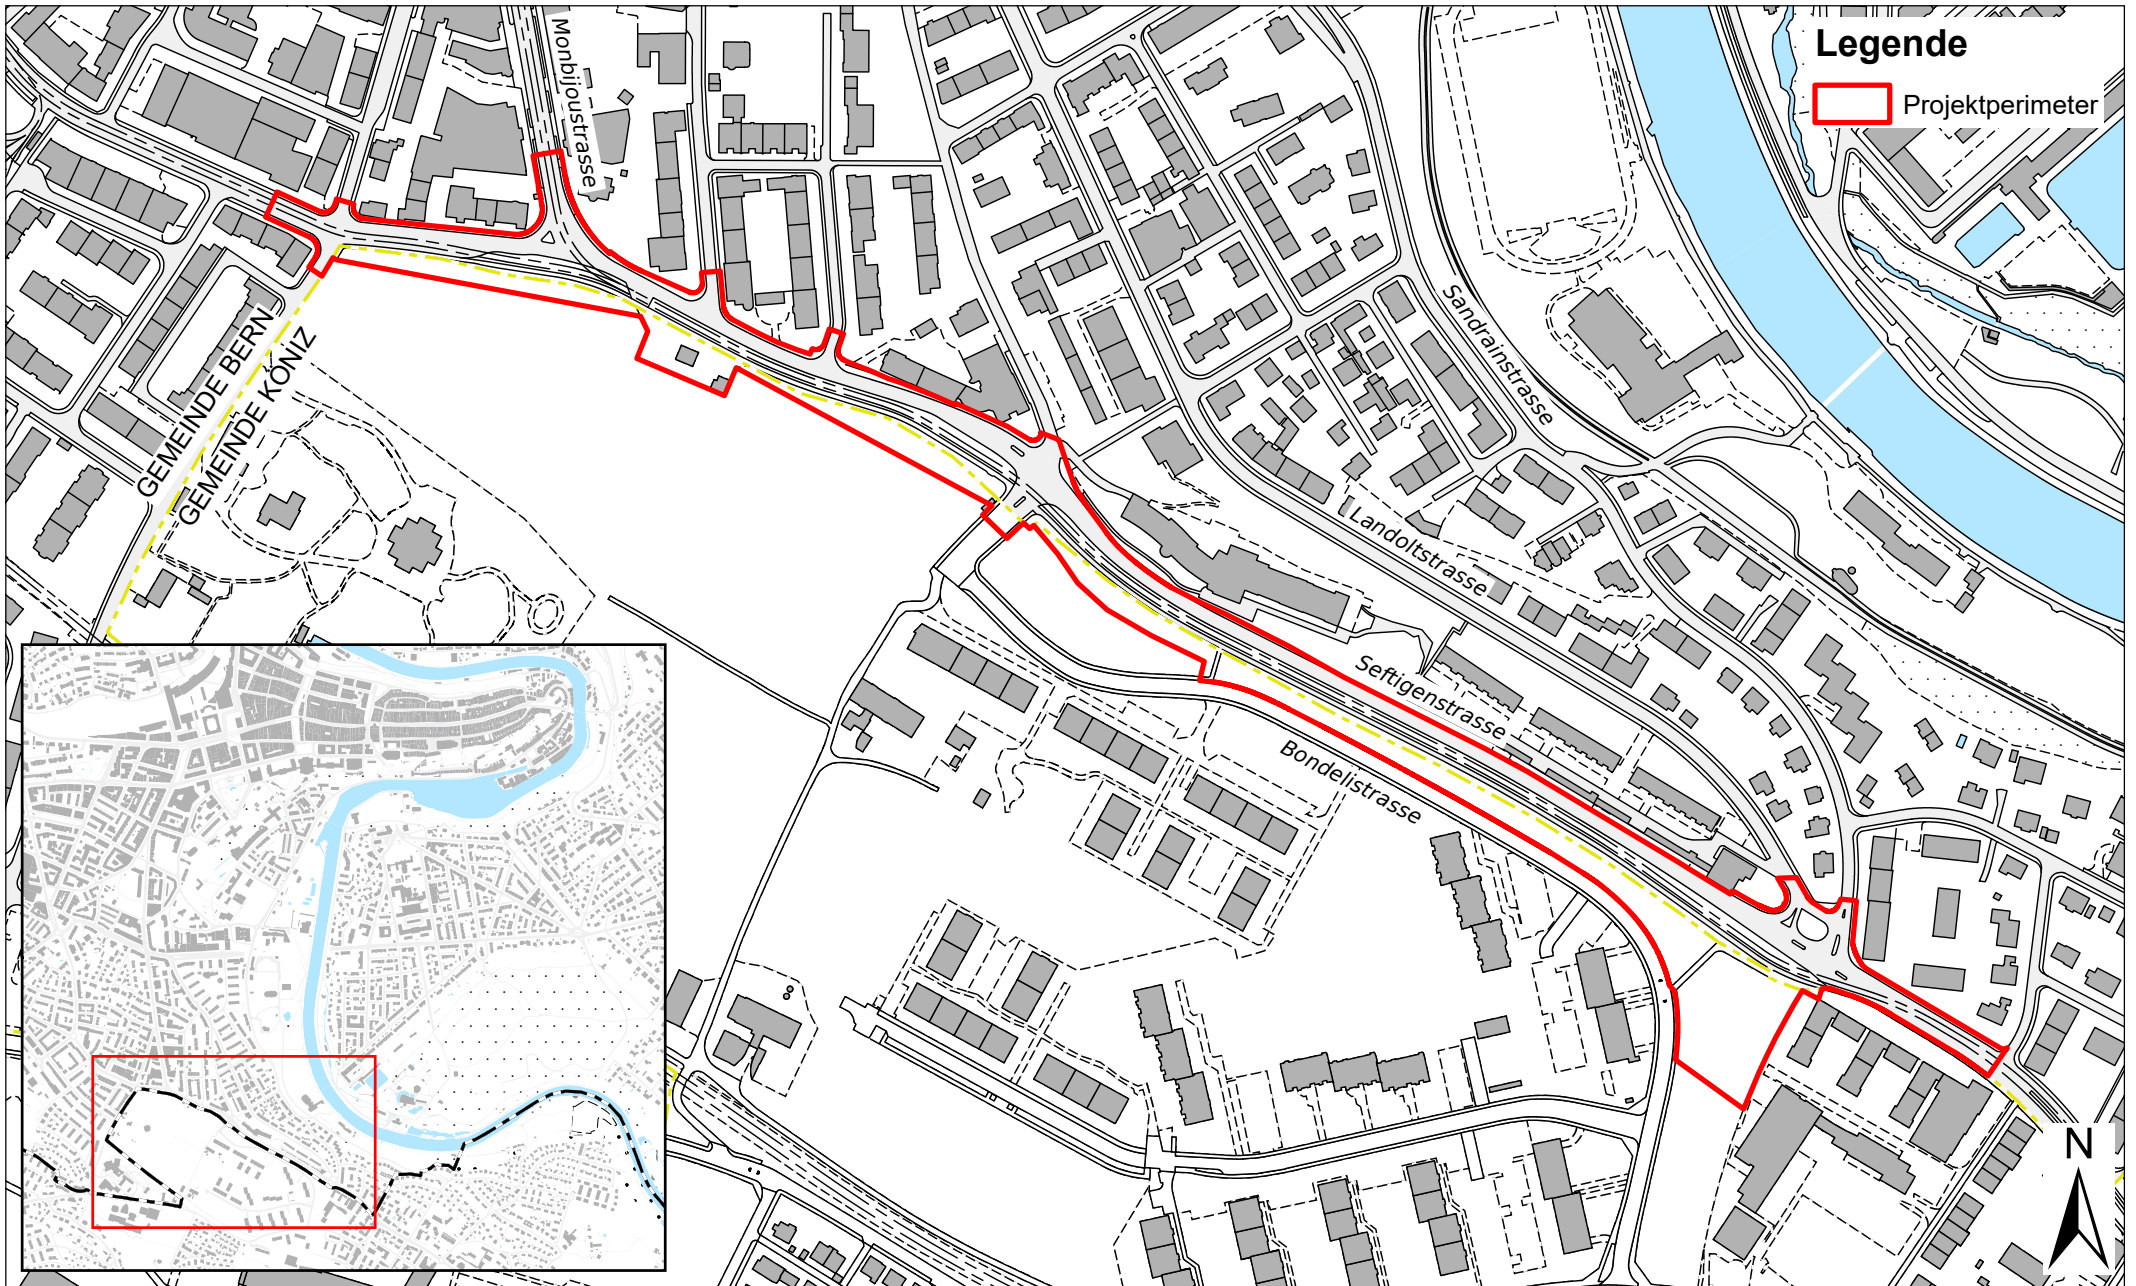 Legende
Projektperimeter
Monbijoustrasse
Sandrainstrasse
GEMEINDE BERN
GEMEINDE KÖNIZ
Landoltstrasse
Seftigenstrasse
Bondelistrasse
N